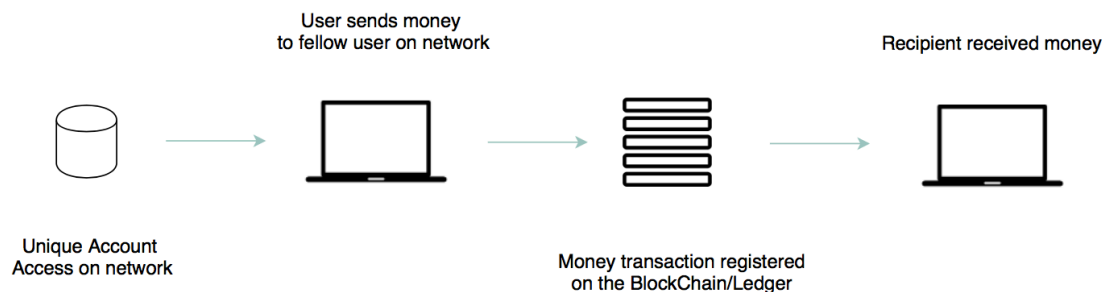 User sends money
to fellow user on network
Recipient received money
Unique Account
Access on network
Money transaction registered
on the BlockChain/Ledger